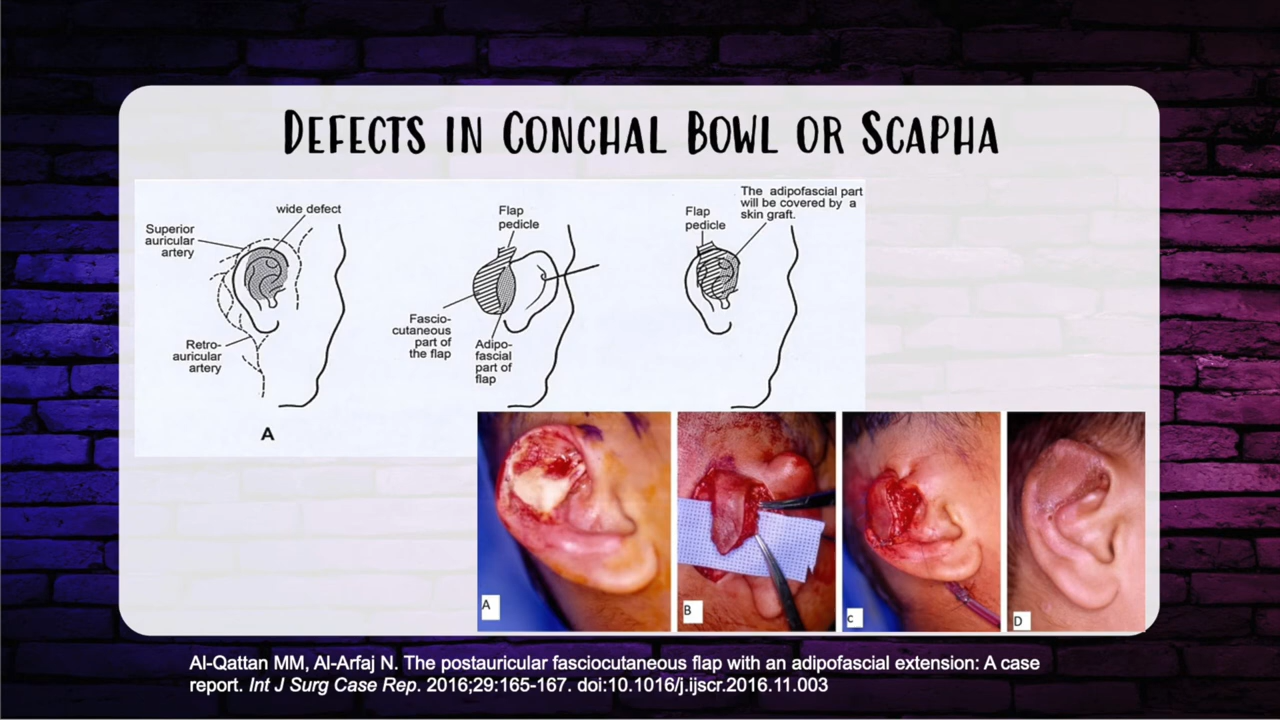 DEFECTS IN CONCHAL BOWL OR SCAPHA
wide defect
Superior
auricular
artery
Retro-
auricular
artery
A
Flap
pedicle
Fascio-
cutaneous
part of
the flap
Adipo-
fascial
part of
flap
The adipofascial part
will be covered by a
skin graft.
Flap
pedicle
A
B
c
D
Al-Qattan MM, Al-Arfaj N. The postauricular fasciocutaneous flap with an adipofascial extension: A case
report. Int J Surg Case Rep. 2016;29:165-167. doi:10.1016/j.ijscr.2016.11.003